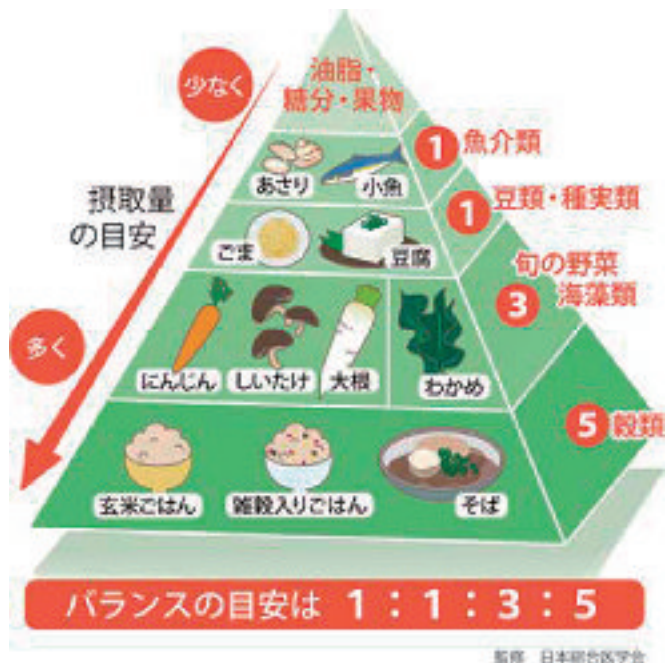 少なく
油脂・
糖分・果物
1 魚介類
あさり
小魚
摂取量
の目安
1 豆類・種実類
ごま
豆腐
旬の野菜
3 海藻類
多く
にんじん
しいたけ
大根
わかめ
5 穀類
玄米ごはん
雑穀入りごはん
そば
バランスの目安は 1:1:3:5
監修 日本綜合医学会